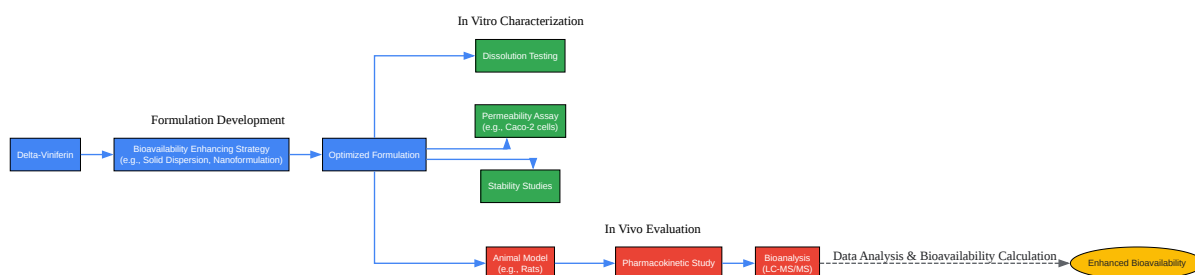 In Vitro Characterization
Dissolution Testing
Permeability Assay
(e.g., Caco-2 cells)
Formulation Development
Delta-Viniferin
Bioavailability Enhancing Strategy
(e.g., Solid Dispersion, Nanoformulation)
Optimized Formulation
Stability Studies
In Vivo Evaluation
Animal Model
(e.g., Rats)
Pharmacokinetic Study
Bioanalysis
(LC-MS/MS)
Data Analysis & Bioavailability Calculation
Enhanced Bioavailability